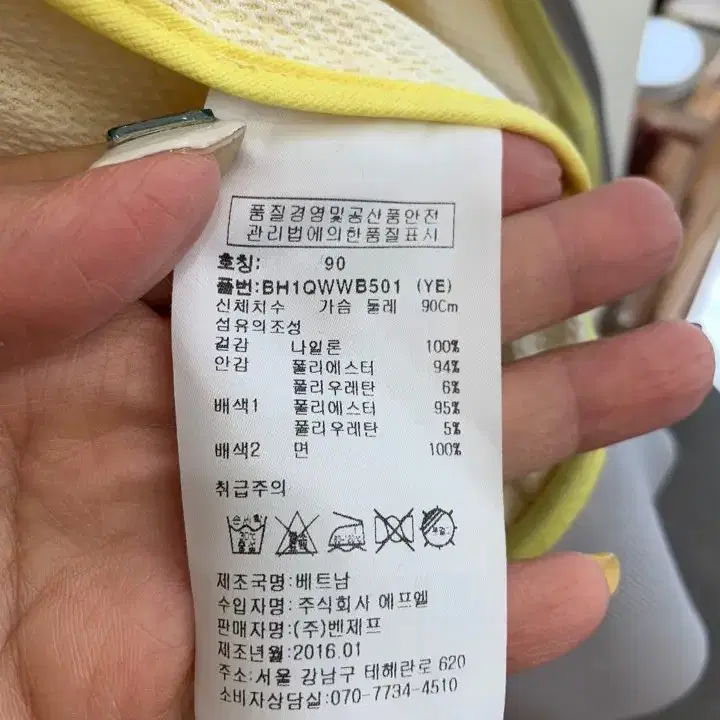 품질경영및공산품안전
관리법에의한품질표시
호칭: 90
품번:BH1QWWB501 (YE)
신체치수 가슴 둘레 90Cm
섬유의조성
겉감 나일론 100%
안감 폴리에스터 94%
폴리우레탄 6%
배색1 폴리에스터 95%
폴리우레탄 5%
배색2 면 100%
취급주의
제조국명:베트남
수입자명:주식회사 에프엘
판매자명:(주)벤제프
제조년월:2016.01
주소:서울 강남구 테헤란로 620
소비자상담실:070-7734-4510